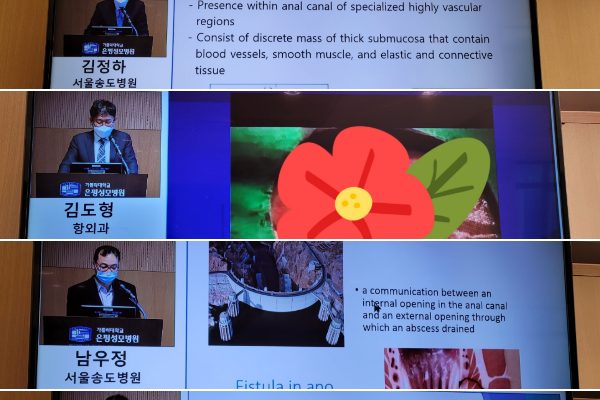 - Presence within anal canal of specialized highly vascular
regions
- Consist of discrete mass of thick submucosa that contain
blood vessels, smooth muscle, and elastic and connective
tissue
가톨릭대학교
은평성모병원
김정하
서울송도병원
가톨릭대학교
은평성모병원
김도형
항외과
가톨릭대학교
은평성모병원
남우정
서울송도병원
• a communication between an
internal opening in the anal canal
and an external opening through
which an abscess drained
Fistula in ano